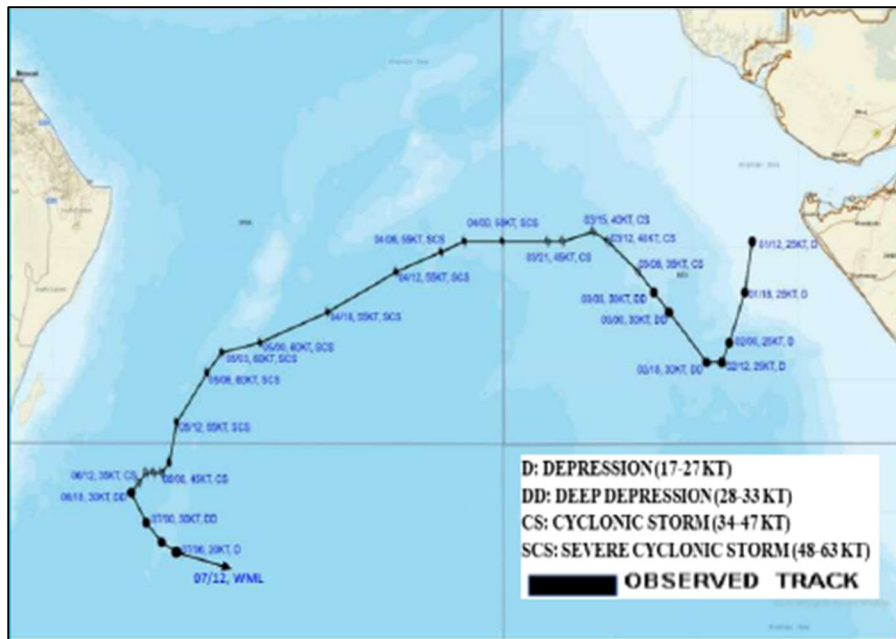 Muscat
04/00, 50KT, SCS
03/15, 40KT, CS
04/06, 55KT, SCS
03/12, 40KT, CS
01/12, 25KT, D
03/21, 45KT, CS
04/12, 55KT, SCS
03/06, 35KT, CS
03/03, 30KT, DD
01/18, 25KT, D
04/18, 55KT, SCS
03/00, 30KT, DD
05/00, 60KT, SCS
02/00, 25KT, D
05/03, 60KT, SCS
02/18, 30KT, DD
02/12, 25KT, D
05/06, 60KT, SCS
05/12, 55KT, SCS
06/12, 35KT, CS
06/00, 45KT, CS
06/18, 30KT, DD
07/00, 30KT, DD
07/06, 20KT, D
07/12, WML
D: DEPRESSION (17-27 KT)
DD: DEEP DEPRESSION (28-33 KT)
CS: CYCLONIC STORM (34-47 KT)
SCS: SEVERE CYCLONIC STORM (48-63 KT)
OBSERVED TRACK